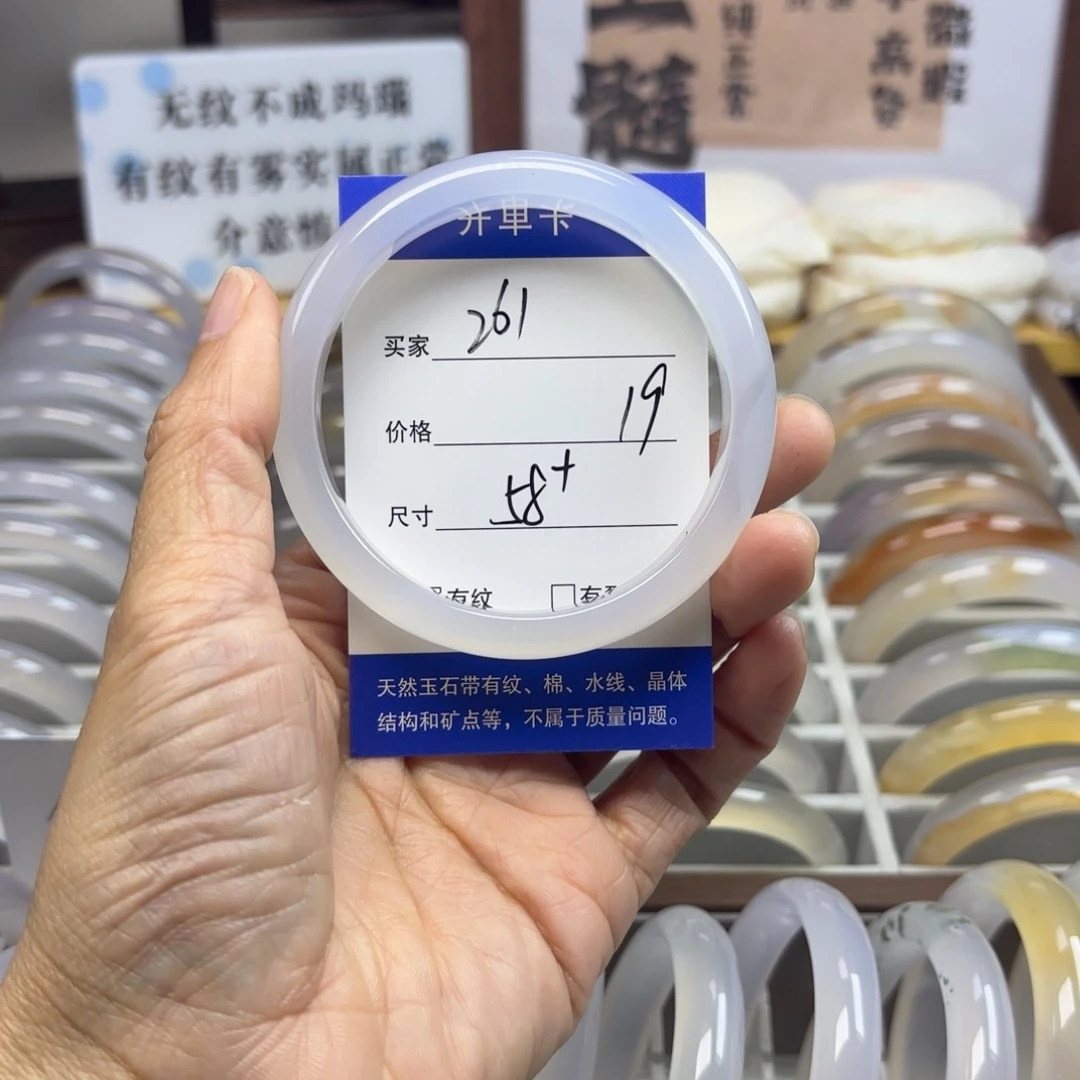 无纹不成玛瑙
有纹有雾实属正常
介意慎
髓
开单卡
买家 261
价格 19
尺寸 58+
有纹 □有
天然玉石带有纹、棉、水线、晶体
结构和矿点等，不属于质量问题。